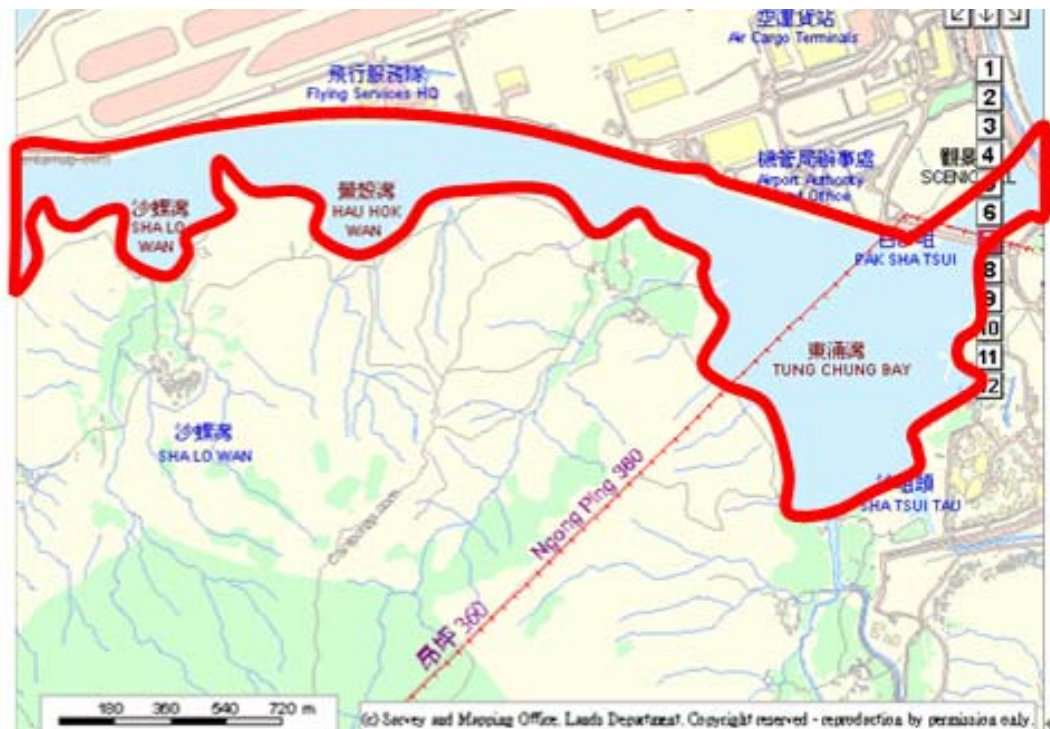 空運貨站
Air Cargo Terminals
飛行服務隊
Flying Services HQ
1
2
3
4
6
8
9
10
11
12
機管局辦事處
Airport Authority
Office
觀景
SCENIC
沙螺灣
SHA LO
WAN
HAU HOK
WAN
PAK SHA TSUI
東涌灣
TUNG CHUNG BAY
沙螺灣
SHA LO WAN
Ngong Ping 360
昂坪 360
SHA TSUI TAU
180 360 540 720 m
(c) Survey and Mapping Office, Lands Department. Copyright reserved - reproduction by permission only.